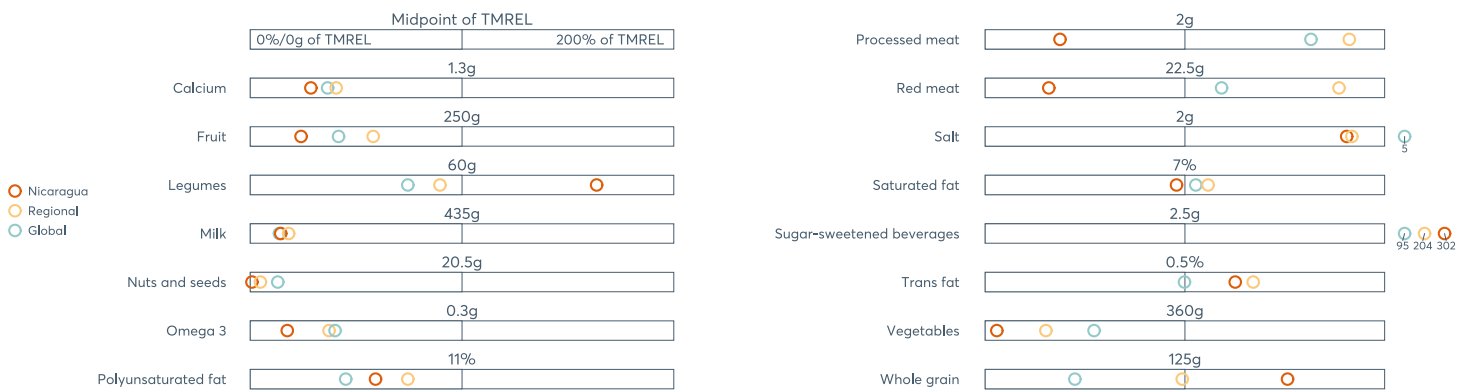 Midpoint of TMREL
0%/0g of TMREL
200% of TMREL
1.3g
Calcium
250g
Fruit
60g
Legumes
435g
Milk
20.5g
Nuts and seeds
0.3g
Omega 3
11%
Polyunsaturated fat
Nicaragua
Regional
Global
2g
Processed meat
22.5g
Red meat
2g
Salt
5
7%
Saturated fat
2.5g
Sugar-sweetened beverages
95 204 302
0.5%
Trans fat
360g
Vegetables
125g
Whole grain